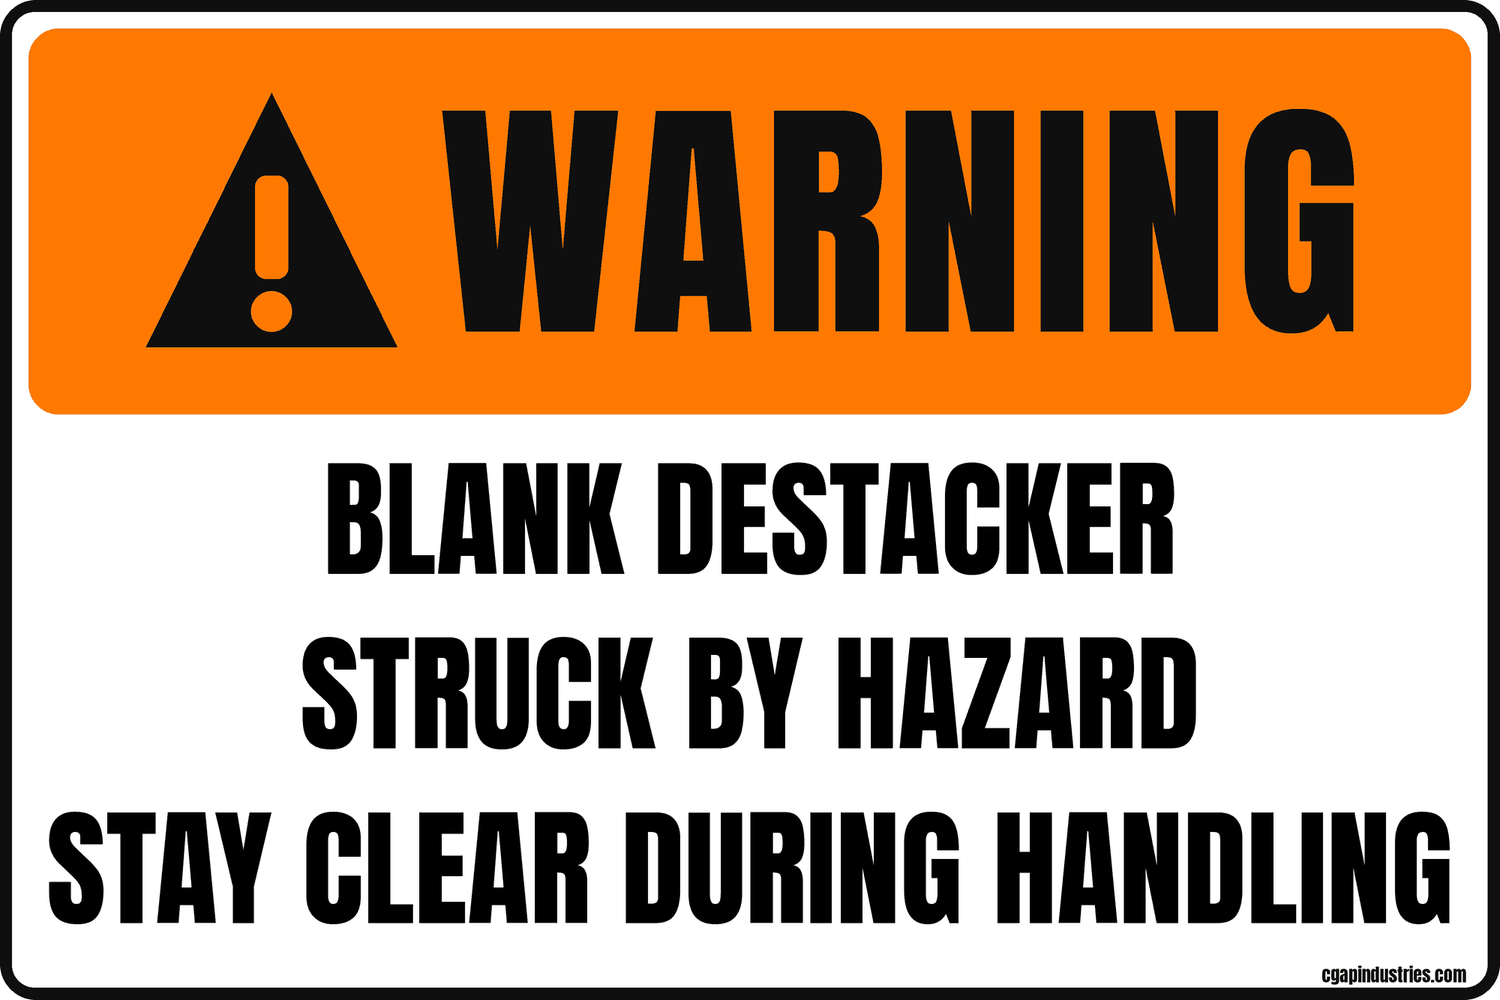 WARNING
BLANK DESTACKER
STRUCK BY HAZARD
STAY CLEAR DURING HANDLING
cgapindustries.com